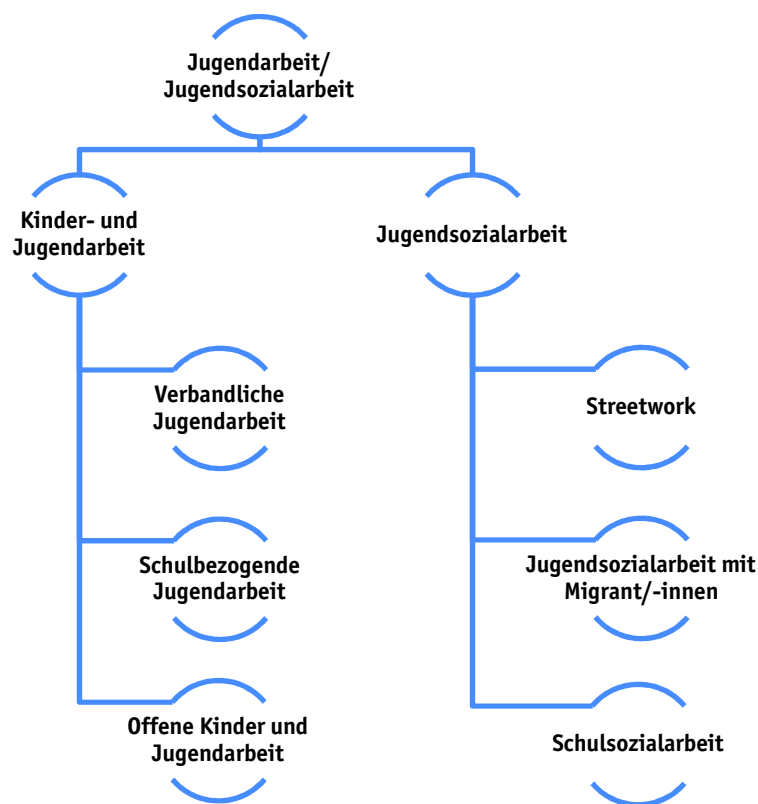 Jugendarbeit/
Jugendsozialarbeit
Kinder- und
Jugendarbeit
Jugendsozialarbeit
Verbandliche
Jugendarbeit
Streetwork
Schulbezogende
Jugendarbeit
Jugendsozialarbeit mit
Migrant/-innen
Offene Kinder und
Jugendarbeit
Schulsozialarbeit